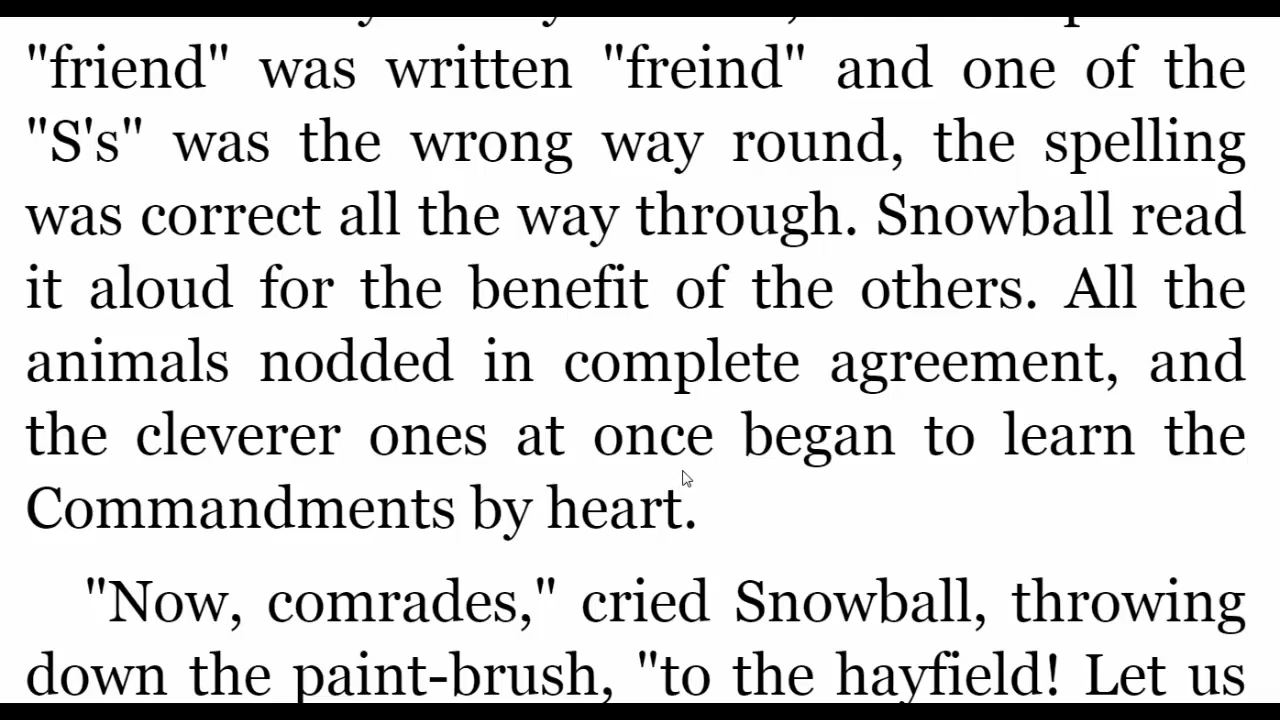 "friend" was written "freind" and one of the
"S's" was the wrong way round, the spelling
was correct all the way through. Snowball read
it aloud for the benefit of the others. All the
animals nodded in complete agreement, and
the cleverer ones at once began to learn the
Commandments by heart.
"Now, comrades," cried Snowball, throwing
down the paint-brush, "to the hayfield! Let us